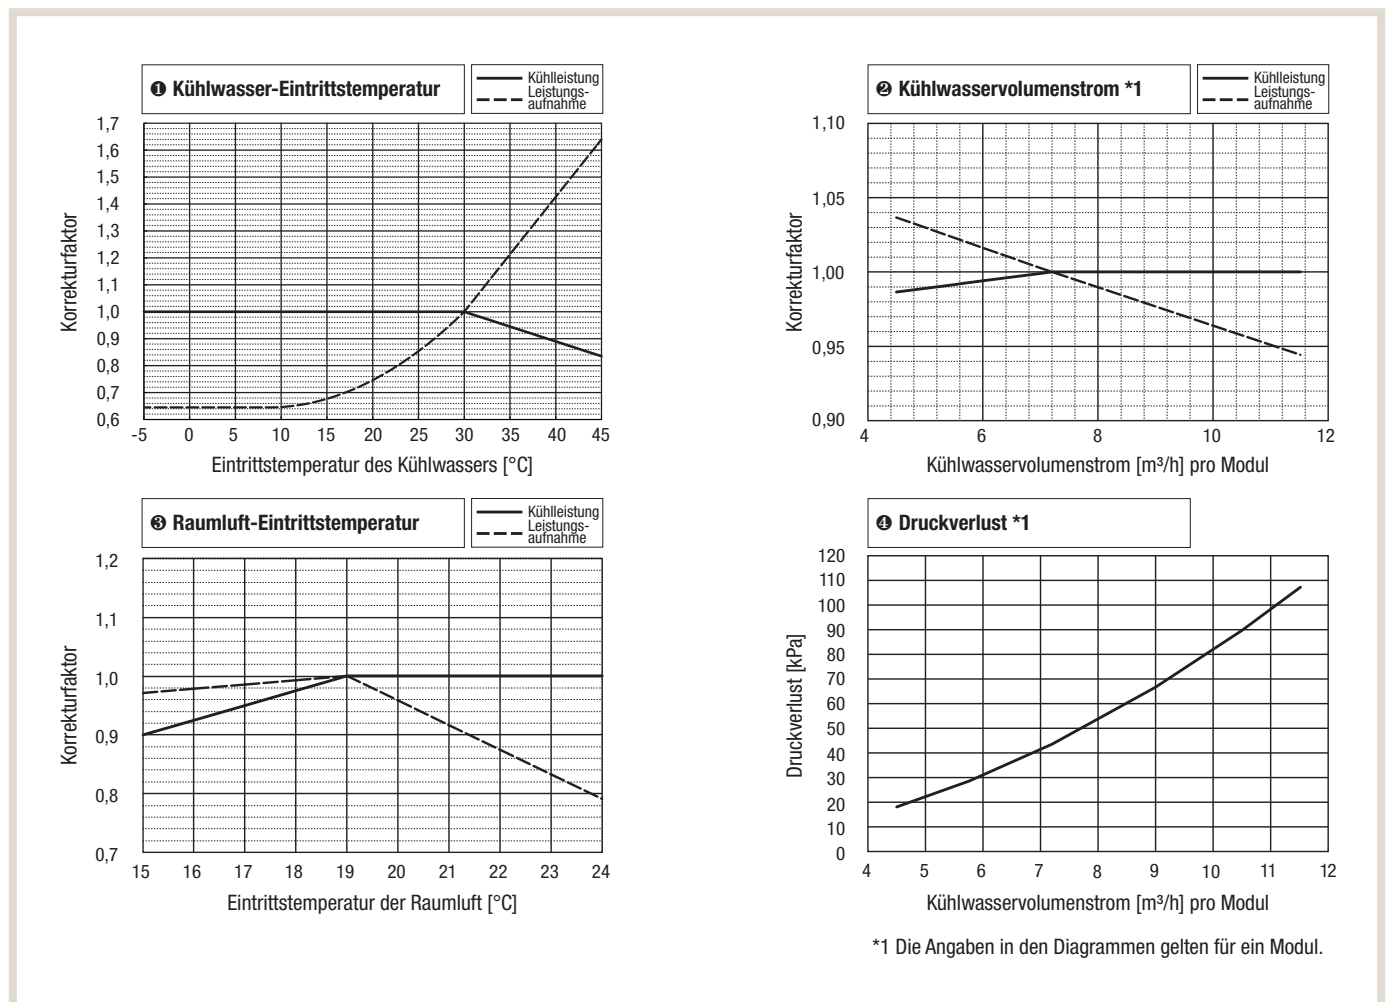 ❶ Kühlwasser-Eintrittstemperatur
Kühlleistung
Leistungs-
aufnahme
1,7
1,6
1,5
1,4
1,3
1,2
1,1
1,0
0,9
0,8
0,7
0,6
Korrekturfaktor
-5 0 5 10 15 20 25 30 35 40 45
Eintrittstemperatur des Kühlwassers [°C]
❷ Kühlwasservolumenstrom *1
Kühlleistung
Leistungs-
aufnahme
1,10
1,05
1,00
0,95
0,90
Korrekturfaktor
4 6 8 10 12
Kühlwasservolumenstrom [m³/h] pro Modul
❸ Raumluft-Eintrittstemperatur
Kühlleistung
Leistungs-
aufnahme
1,2
1,1
1,0
0,9
0,8
0,7
Korrekturfaktor
15 16 17 18 19 20 21 22 23 24
Eintrittstemperatur der Raumluft [°C]
❹ Druckverlust *1
120
110
100
90
80
70
60
50
40
30
20
10
0
Druckverlust [kPa]
4 5 6 7 8 9 10 11 12
Kühlwasservolumenstrom [m³/h] pro Modul
*1 Die Angaben in den Diagrammen gelten für ein Modul.